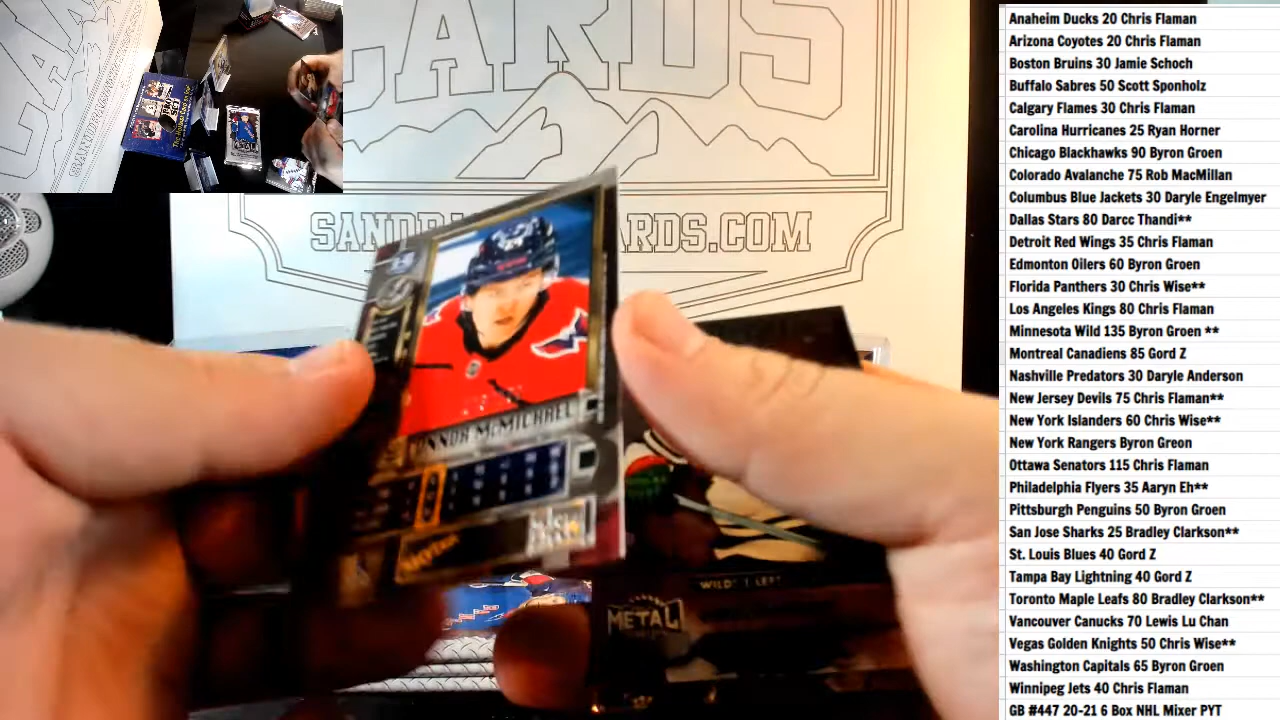 CARDS
SAND
RDS.COM
CONNOR McMICHAEL
WILD
METAL
Anaheim Ducks 20 Chris Flaman
Arizona Coyotes 20 Chris Flaman
Boston Bruins 30 Jamie Schoch
Buffalo Sabres 50 Scott Sponholz
Calgary Flames 30 Chris Flaman
Carolina Hurricanes 25 Ryan Horner
Chicago Blackhawks 90 Byron Groen
Colorado Avalanche 75 Rob MacMillan
Columbus Blue Jackets 30 Daryle Engelmyer
Dallas Stars 80 Darcc Thandi**
Detroit Red Wings 35 Chris Flaman
Edmonton Oilers 60 Byron Groen
Florida Panthers 30 Chris Wise**
Los Angeles Kings 80 Chris Flaman
Minnesota Wild 135 Byron Groen **
Montreal Canadiens 85 Gord Z
Nashville Predators 30 Daryle Anderson
New Jersey Devils 75 Chris Flaman**
New York Islanders 60 Chris Wise**
New York Rangers Byron Greon
Ottawa Senators 115 Chris Flaman
Philadelphia Flyers 35 Aaryn Eh**
Pittsburgh Penguins 50 Byron Groen
San Jose Sharks 25 Bradley Clarkson**
St. Louis Blues 40 Gord Z
Tampa Bay Lightning 40 Gord Z
Toronto Maple Leafs 80 Bradley Clarkson**
Vancouver Canucks 70 Lewis Lu Chan
Vegas Golden Knights 50 Chris Wise**
Washington Capitals 65 Byron Groen
Winnipeg Jets 40 Chris Flaman
GB #447 20-21 6 Box NHL Mixer PYT